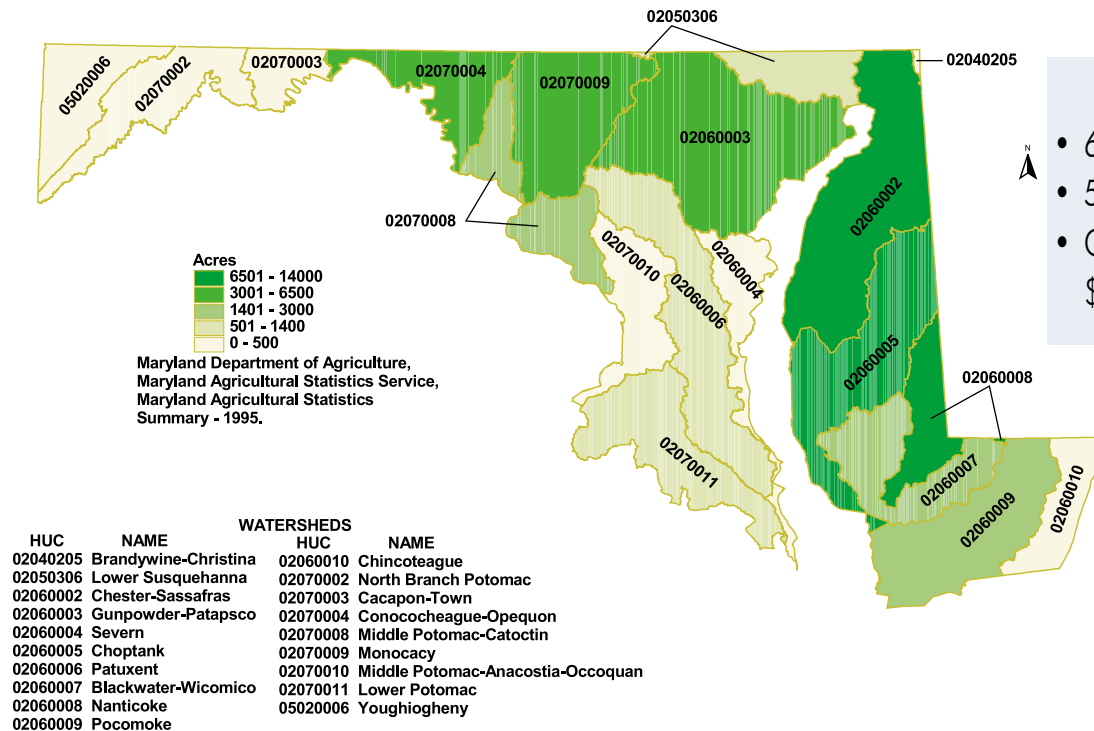 02050306
02040205
05020006
02070002
02070003
02070004
02070009
02060003
N
02060002
02070008
02070010
02060006
02060004
02060005
02060008
02070011
02060007
02060009
02060010
Acres
6501 - 14000
3001 - 6500
1401 - 3000
501 - 1400
0 - 500
Maryland Department of Agriculture,
Maryland Agricultural Statistics Service,
Maryland Agricultural Statistics
Summary - 1995.
WATERSHEDS
HUC NAME
02040205 Brandywine-Christina
02050306 Lower Susquehanna
02060002 Chester-Sassafras
02060003 Gunpowder-Patapsco
02060004 Severn
02060005 Choptank
02060006 Patuxent
02060007 Blackwater-Wicomico
02060008 Nanticoke
02060009 Pocomoke
HUC NAME
02060010 Chincoteague
02070002 North Branch Potomac
02070003 Cacapon-Town
02070004 Conococheague-Opequon
02070008 Middle Potomac-Catoctin
02070009 Monocacy
02070010 Middle Potomac-Anacostia-Occoquan
02070011 Lower Potomac
05020006 Youghiogheny
• 
• 5
• 
$